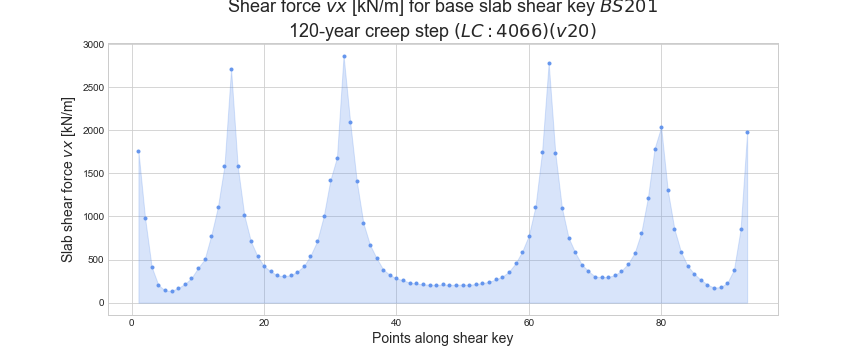 Shear force vx [kN/m] for base slab shear key BS201
120-year creep step (LC : 4066)(v20)
Slab shear force vx [kN/m]
3000
2500
2000
1500
1000
500
0
0 20 40 60 80
Points along shear key